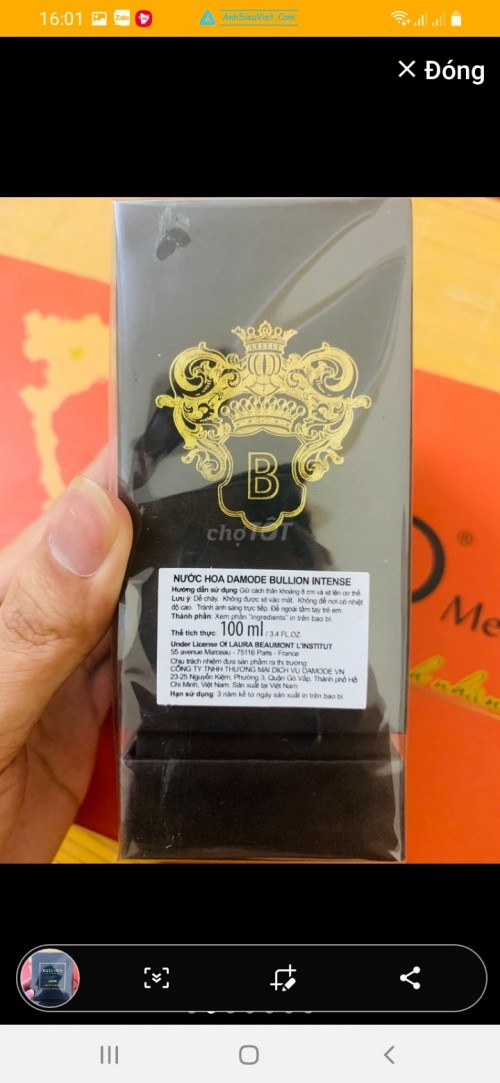 16:01
Zalo
AnhSieuViet.Com
Đóng
B
chợTỐT
NƯỚC HOA DAMODE BULLION INTENSE
Hướng dẫn sử dụng Giữ cách thân khoảng 8 cm và xịt lên cơ thể.
Lưu ý: Dễ cháy. Không được xịt vào mắt. Không để nơi có nhiệt
độ cao. Tránh ánh sáng trực tiếp. Để ngoài tầm tay trẻ em.
Thành phần: Xem phần "Ingredients" in trên bao bì.
Thể tích thực: 100 ml / 3.4 FL.OZ.
Under License Of LAURA BEAUMONT L'INSTITUT
55 avenue Marceau - 75116 Paris - France
Chịu trách nhiệm đưa sản phẩm ra thị trường:
CÔNG TY TNHH THƯƠNG MẠI DỊCH VỤ DAMODE VN
23-25 Nguyễn Kiệm, Phường 3, Quận Gò Vấp, Thành phố Hồ
Chí Minh, Việt Nam. Sản xuất tại Việt Nam.
Hạn sử dụng: 3 năm kể từ ngày sản xuất in trên bao bì.
®
Me